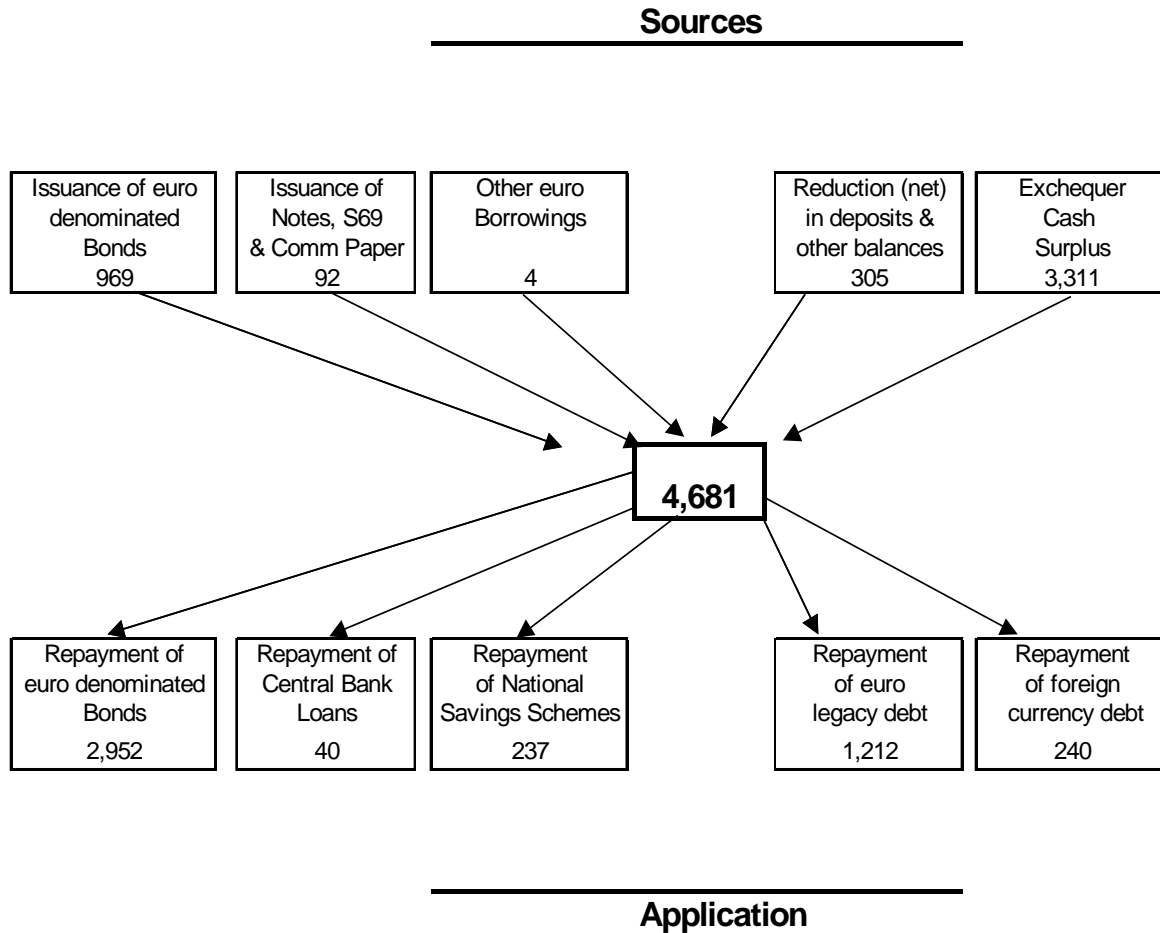 Sources
Issuance of euro
denominated
Bonds
969
Issuance of
Notes, S69
& Comm Paper
92
Other euro
Borrowings
4
Reduction (net)
in deposits &
other balances
305
Exchequer
Cash
Surplus
3,311
4,681
Repayment of
euro denominated
Bonds
2,952
Repayment of
Central Bank
Loans
40
Repayment
of National
Savings Schemes
237
Repayment
of euro
legacy debt
1,212
Repayment
of foreign
currency debt
240
Application